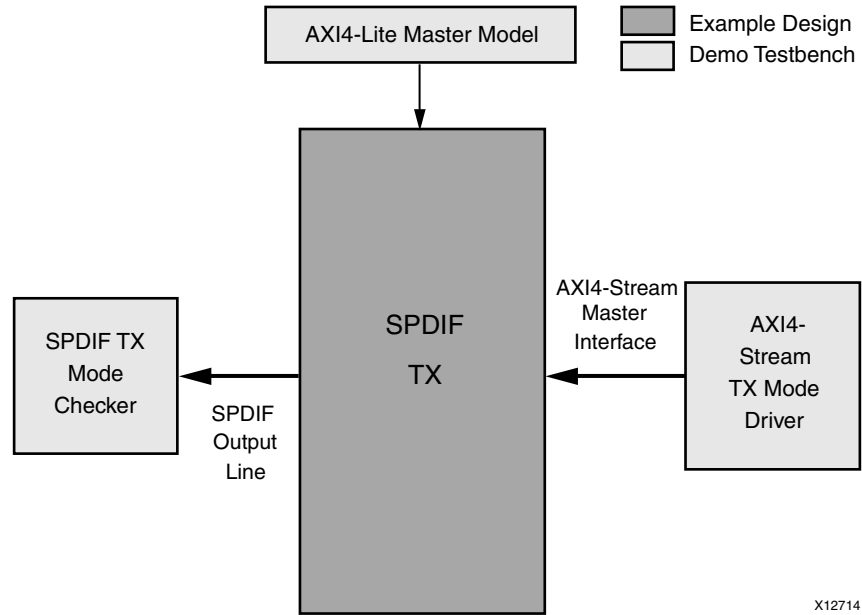 AXI4-Lite Master Model
Example Design
Demo Testbench
SPDIF TX
Mode
Checker
SPDIF
Output
Line
SPDIF
TX
AXI4-Stream
Master
Interface
AXI4-
Stream
TX Mode
Driver
X12714